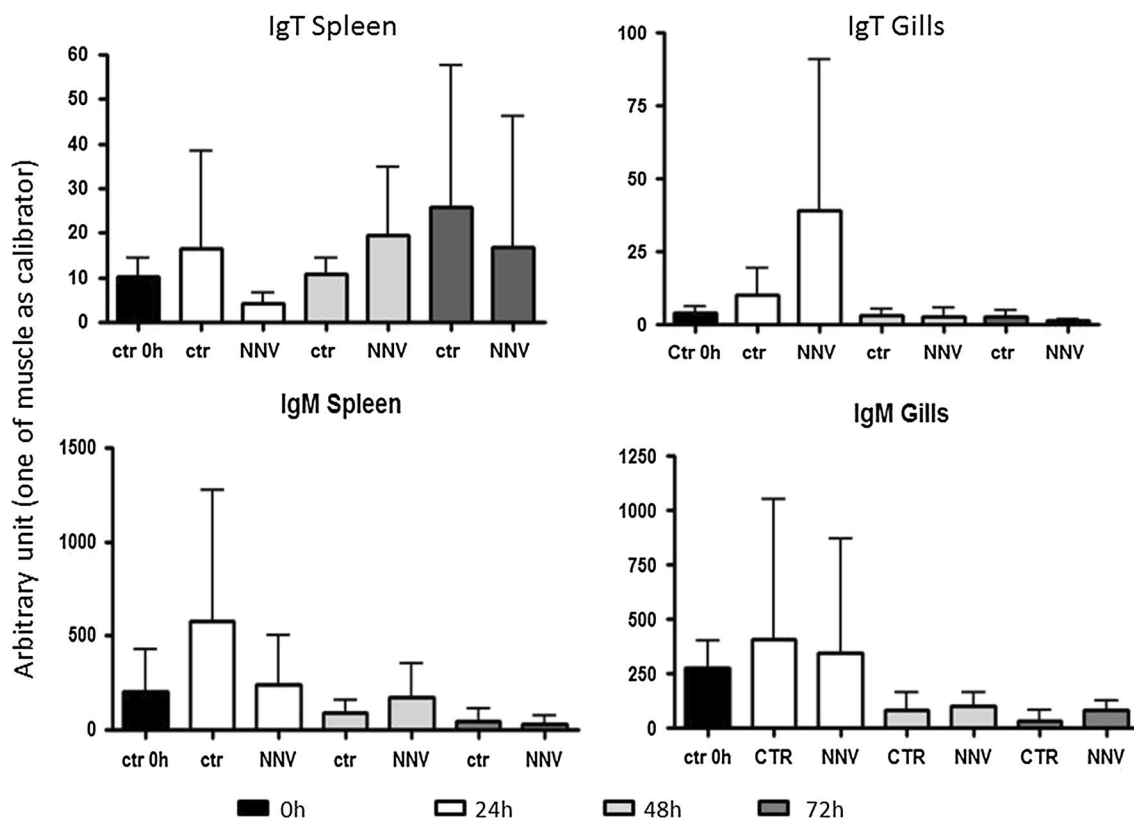 IgT Spleen
60
50
40
30
20
10
0
ctr 0h ctr NNV ctr NNV ctr NNV
IgT Gills
100
75
50
25
0
Ctr 0h ctr NNV ctr NNV ctr NNV
Arbitrary unit (one of muscle as calibrator)
IgM Spleen
1500
1000
500
0
ctr 0h ctr NNV ctr NNV ctr NNV
IgM Gills
1250
1000
750
500
250
0
ctr 0h CTR NNV CTR NNV CTR NNV
0h 24h 48h 72h